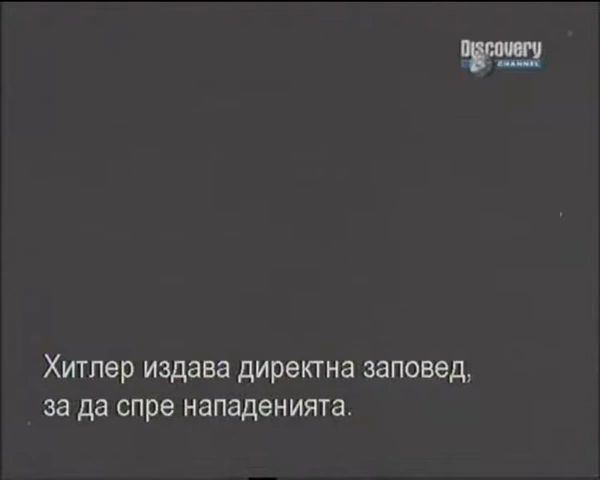 Discovery
CHANNEL
Хитлер издава директна заповед,
за да спре нападенията.